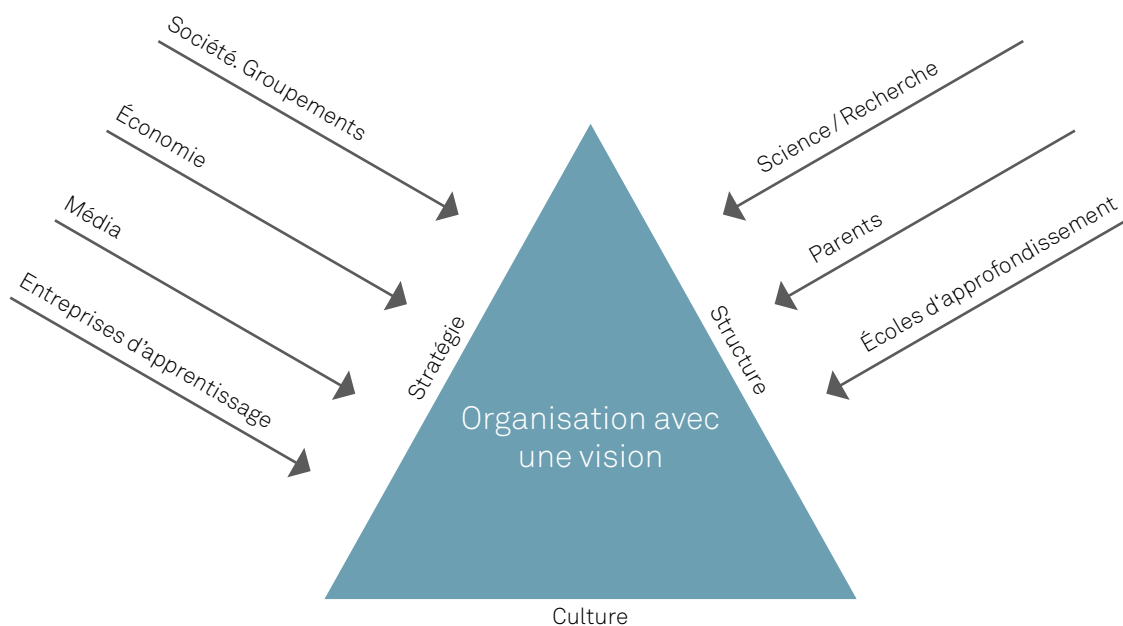 Société. Groupements
Économie
Média
Entreprises d'apprentissage
Science / Recherche
Parents
Écoles d‘approfondissement
Stratégie
Structure
Organisation avec
une vision
Culture